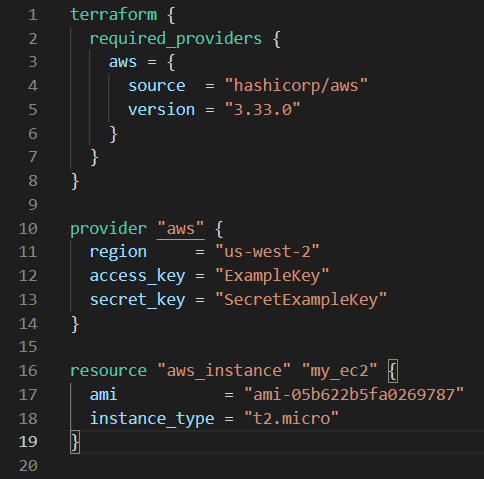 1 terraform {
2   required_providers {
3     aws = {
4       source  = "hashicorp/aws"
5       version = "3.33.0"
6     }
7   }
8 }
9
10 provider "aws" {
11   region     = "us-west-2"
12   access_key = "ExampleKey"
13   secret_key = "SecretExampleKey"
14 }
15
16 resource "aws_instance" "my_ec2" {
17   ami           = "ami-05b622b5fa0269787"
18   instance_type = "t2.micro"
19 }
20